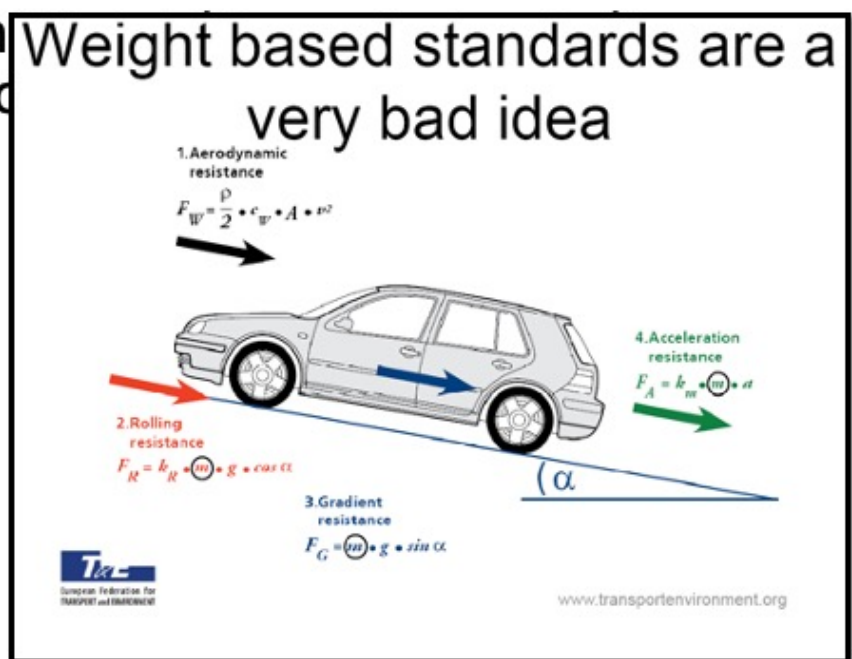 Weight based standards are a
very bad idea
1.Aerodynamic
resistance
F_W = ρ/2 • c_w • A • v²
4.Acceleration
resistance
F_A = k_m • m • a
2.Rolling
resistance
F_R = k_R • m • g • cos α
(α
3.Gradient
resistance
F_G = m • g • sin α
T&E
European Federation for
TRANSPORT and ENVIRONMENT
www.transportenvironment.org